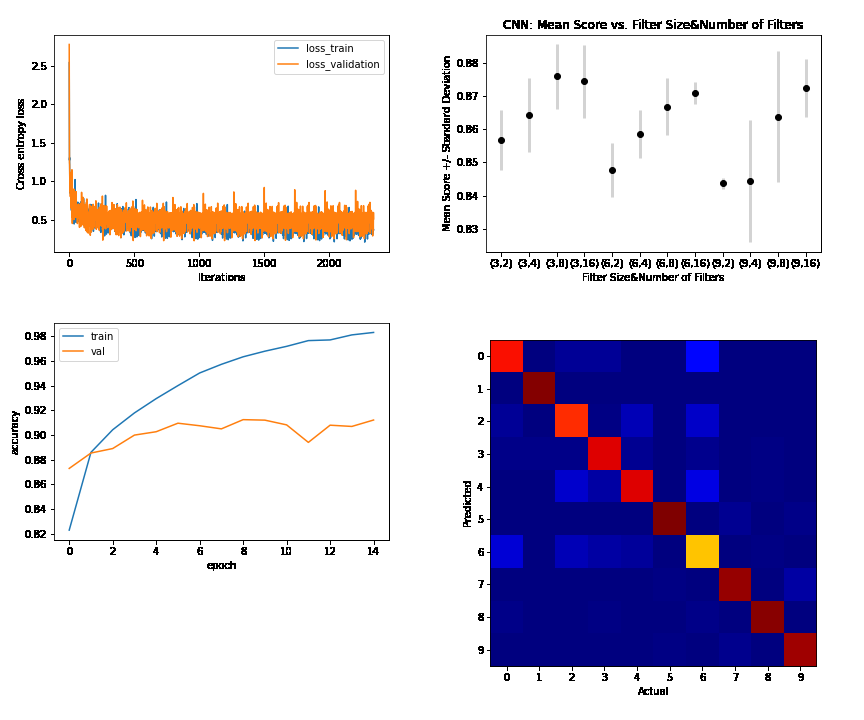 loss_train
loss_validation
2.5
2.0
1.5
1.0
0.5
Cross entropy loss
0
500
1000
1500
2000
Iterations
CNN: Mean Score vs. Filter Size&Number of Filters
0.88
0.87
0.86
0.85
0.84
0.83
Mean Score +/- Standard Deviation
(3,2) (3,4) (3,8) (3,16) (6,2) (6,4) (6,8) (6,16) (9,2) (9,4) (9,8) (9,16)
Filter Size&Number of Filters
train
val
0.98
0.96
0.94
0.92
0.90
0.88
0.86
0.84
0.82
accuracy
0 2 4 6 8 10 12 14
epoch
0
1
2
3
4
5
6
7
8
9
Predicted
0 1 2 3 4 5 6 7 8 9
Actual